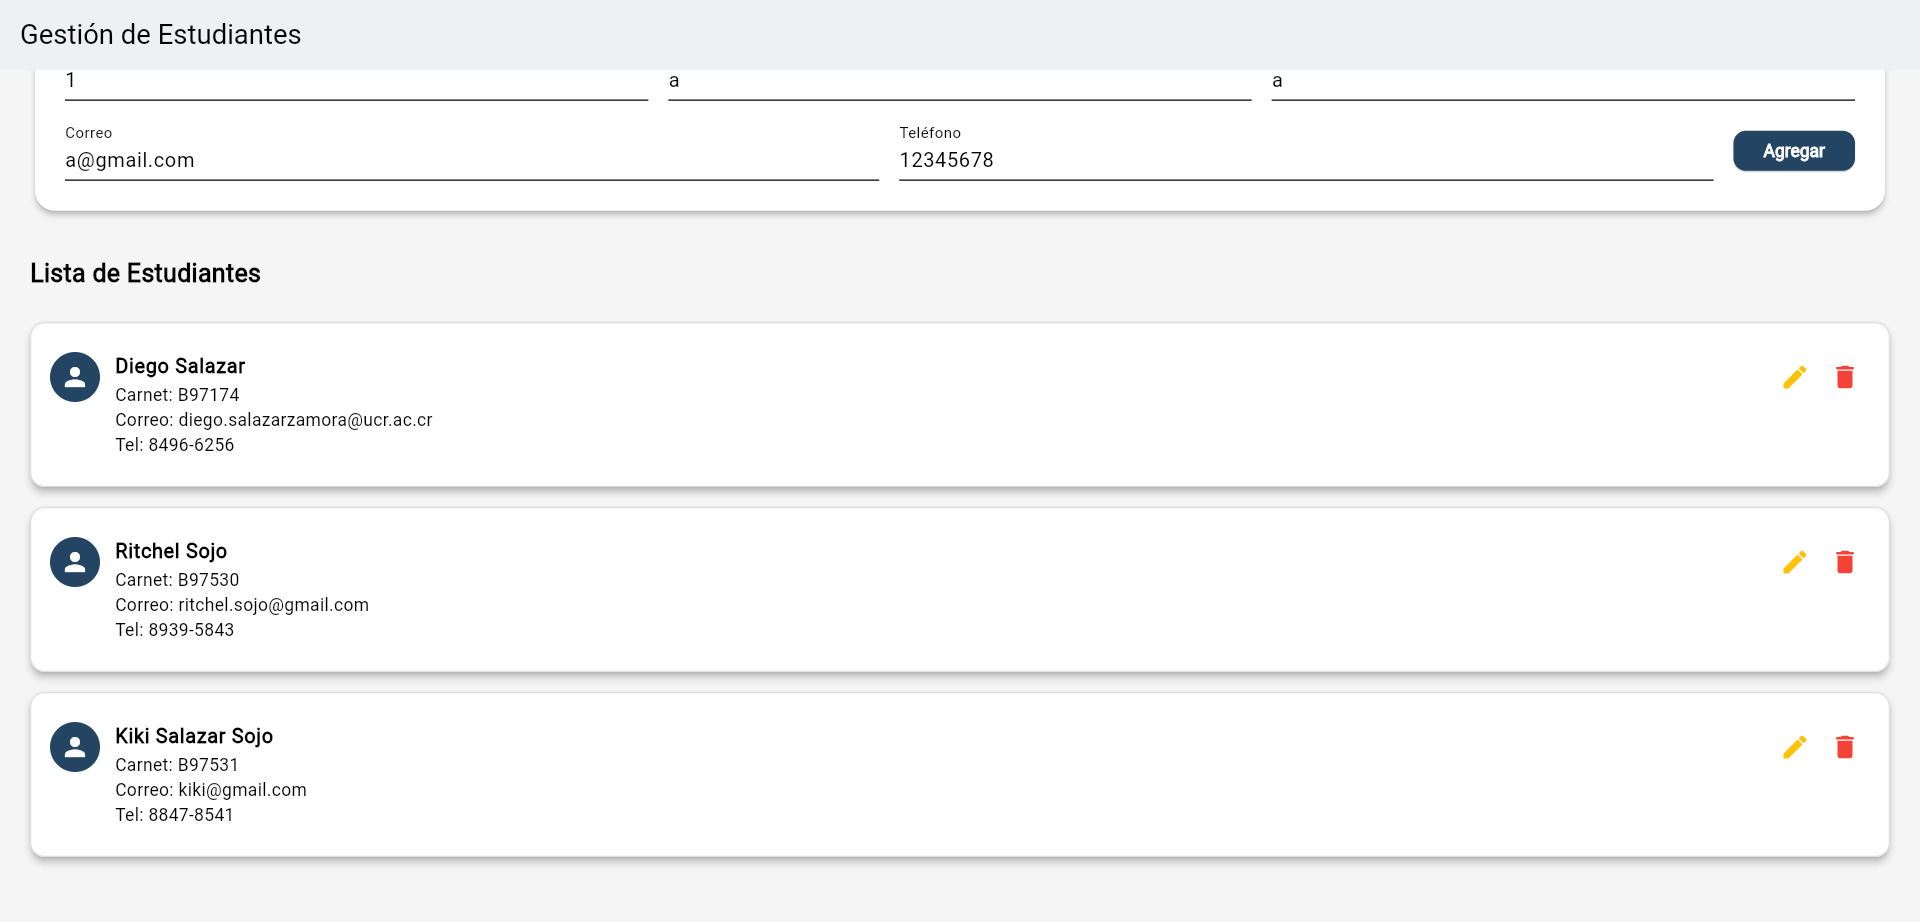 Gestión de Estudiantes
1 a a
Correo Teléfono
a@gmail.com 12345678 Agregar
Lista de Estudiantes
Diego Salazar
Carnet: B97174
Correo: diego.salazarzamora@ucr.ac.cr
Tel: 8496-6256
Ritchel Sojo
Carnet: B97530
Correo: ritchel.sojo@gmail.com
Tel: 8939-5843
Kiki Salazar Sojo
Carnet: B97531
Correo: kiki@gmail.com
Tel: 8847-8541